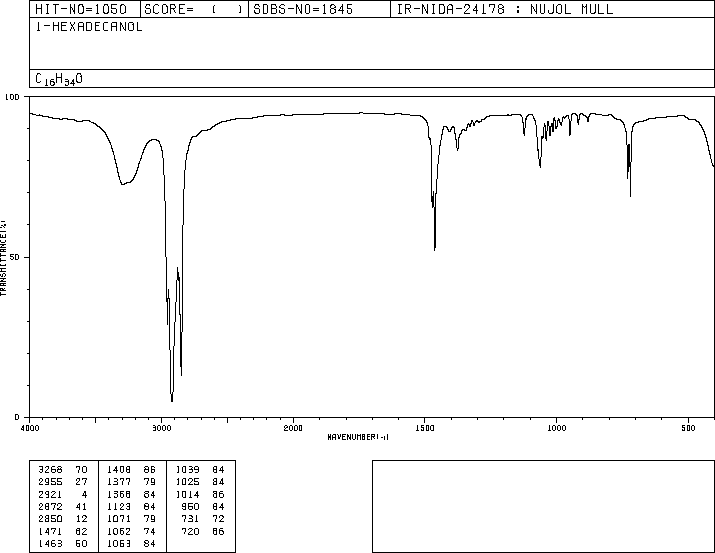 HIT-NO=1050 SCORE= ( ) SDBS-NO=1845 IR-NIDA-24178 : NUJOL MULL
1-HEXADECANOL
C16H34O
100
50
0
TRANSMITTANCE(%)
4000 3000 2000 1500 1000 500
WAVENUMBER(-1)
3268 70 1408 86 1039 84
2955 27 1377 79 1025 84
2921 4 1368 84 1014 86
2872 41 1123 84 950 84
2850 12 1071 79 731 72
1471 62 1062 74 720 66
1463 50 1053 84